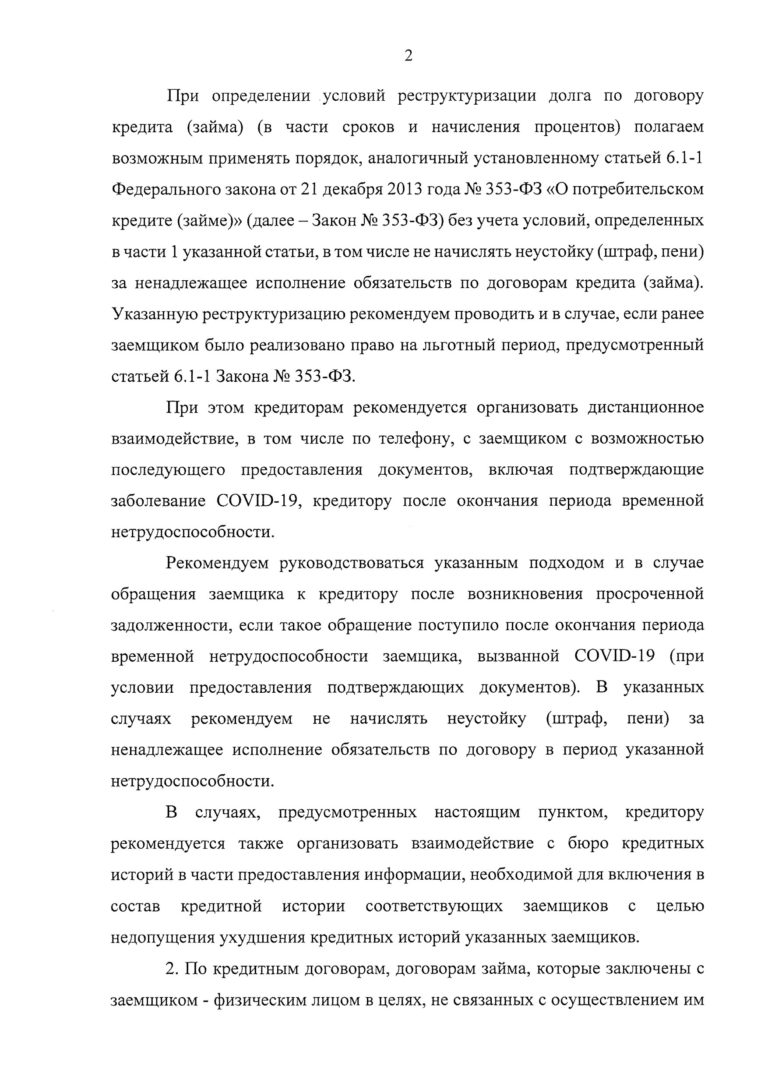 2
При определении условий реструктуризации долга по договору
кредита (займа) (в части сроков и начисления процентов) полагаем
возможным применять порядок, аналогичный установленному статьей 6.1-1
Федерального закона от 21 декабря 2013 года № 353-ФЗ «О потребительском
кредите (займе)» (далее – Закон № 353-ФЗ) без учета условий, определенных
в части 1 указанной статьи, в том числе не начислять неустойку (штраф, пени)
за ненадлежащее исполнение обязательств по договорам кредита (займа).
Указанную реструктуризацию рекомендуем проводить и в случае, если ранее
заемщиком было реализовано право на льготный период, предусмотренный
статьей 6.1-1 Закона № 353-ФЗ.
При этом кредиторам рекомендуется организовать дистанционное
взаимодействие, в том числе по телефону, с заемщиком с возможностью
последующего предоставления документов, включая подтверждающие
заболевание COVID-19, кредитору после окончания периода временной
нетрудоспособности.
Рекомендуем руководствоваться указанным подходом и в случае
обращения заемщика к кредитору после возникновения просроченной
задолженности, если такое обращение поступило после окончания периода
временной нетрудоспособности заемщика, вызванной COVID-19 (при
условии предоставления подтверждающих документов). В указанных
случаях рекомендуем не начислять неустойку (штраф, пени) за
ненадлежащее исполнение обязательств по договору в период указанной
нетрудоспособности.
В случаях, предусмотренных настоящим пунктом, кредитору
рекомендуется также организовать взаимодействие с бюро кредитных
историй в части предоставления информации, необходимой для включения в
состав кредитной истории соответствующих заемщиков с целью
недопущения ухудшения кредитных историй указанных заемщиков.
2. По кредитным договорам, договорам займа, которые заключены с
заемщиком - физическим лицом в целях, не связанных с осуществлением им